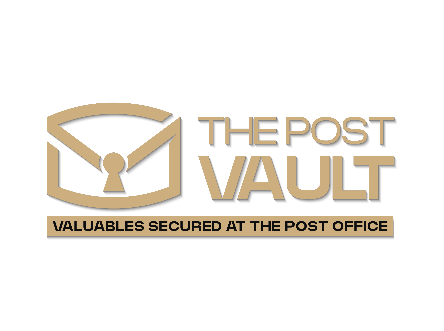 THE POST
VAULT
VALUABLES SECURED AT THE POST OFFICE